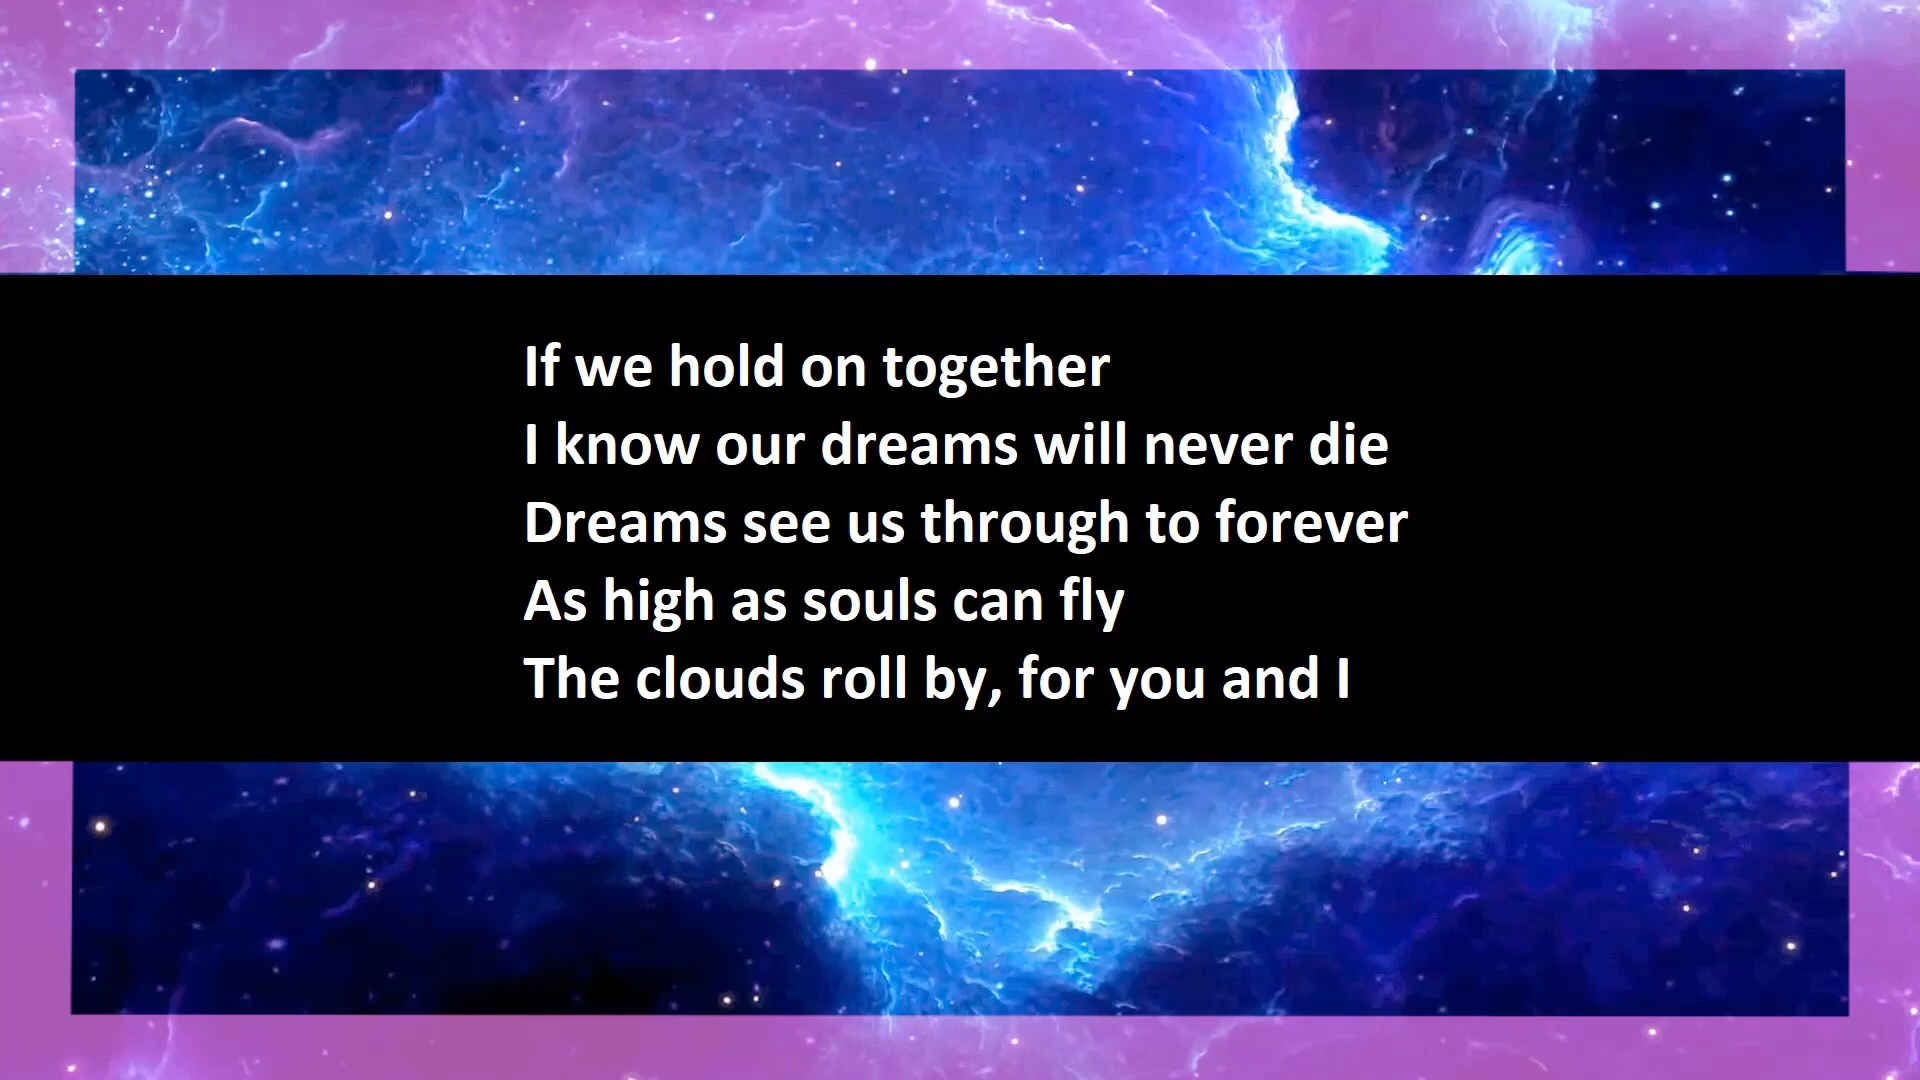 If we hold on together
I know our dreams will never die
Dreams see us through to forever
As high as souls can fly
The clouds roll by, for you and I